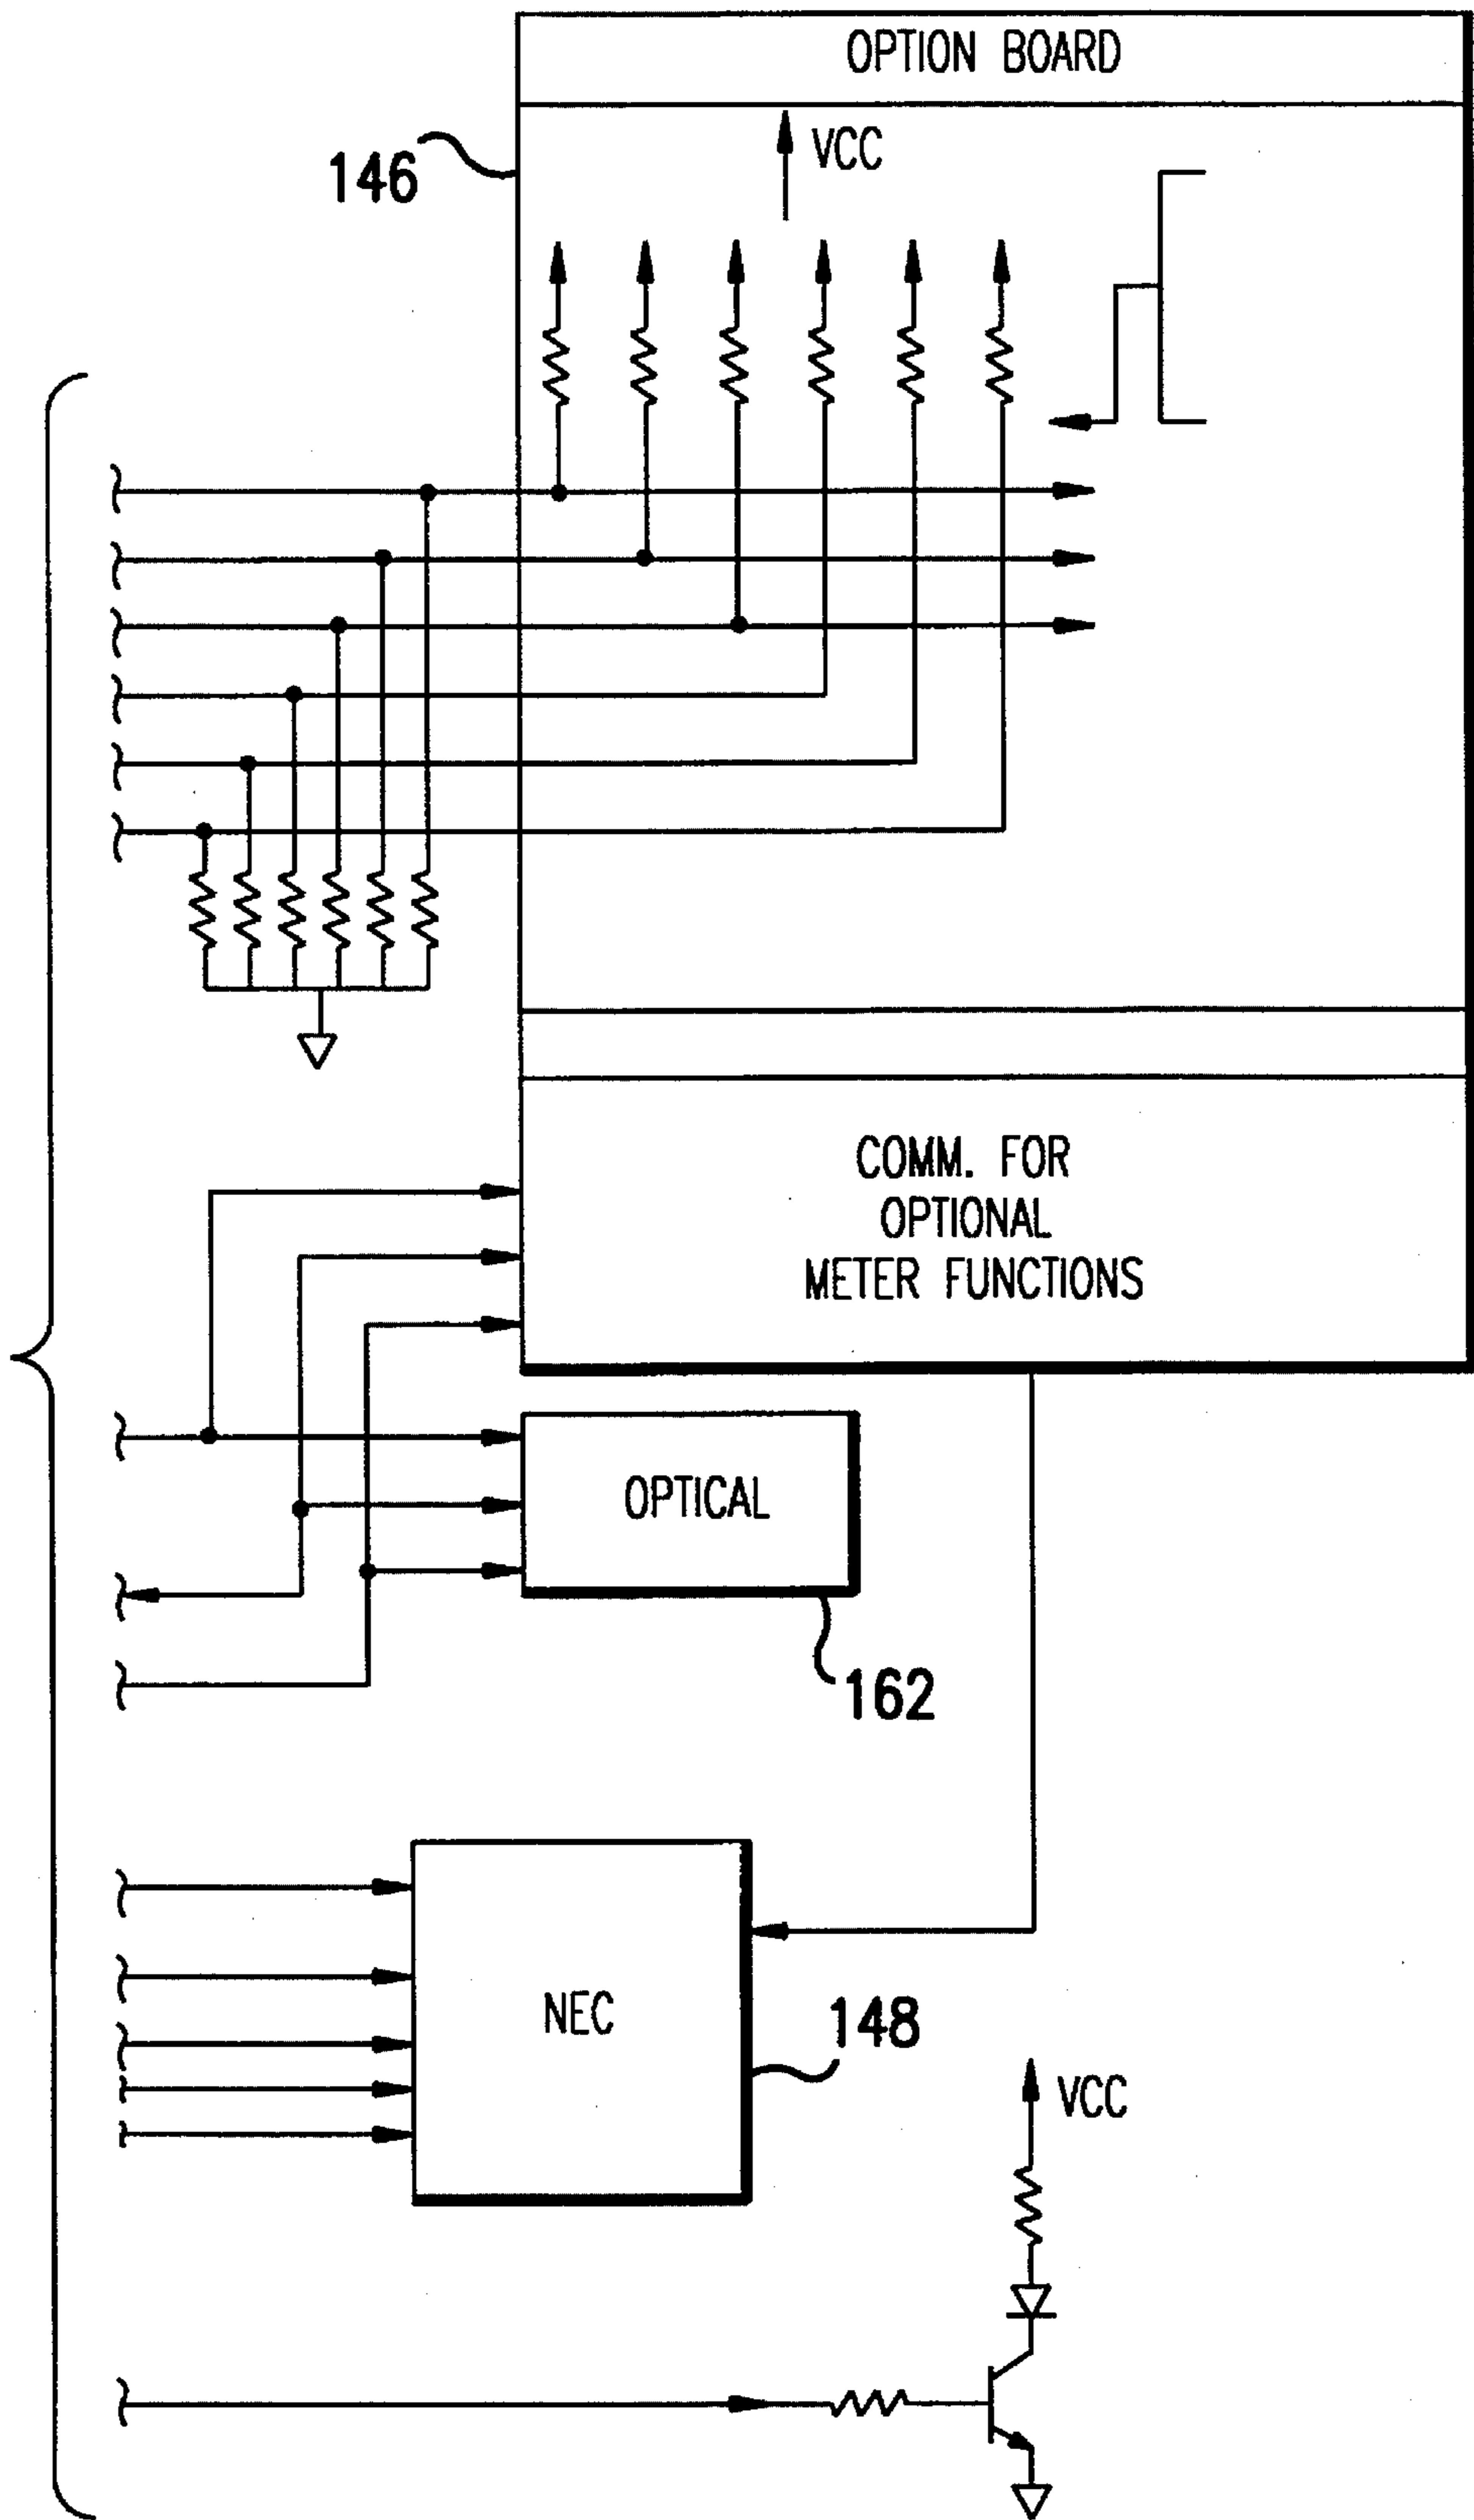 OPTION BOARD
VCC
146
COMM. FOR
OPTIONAL
METER FUNCTIONS
OPTICAL
162
NEC
148
VCC